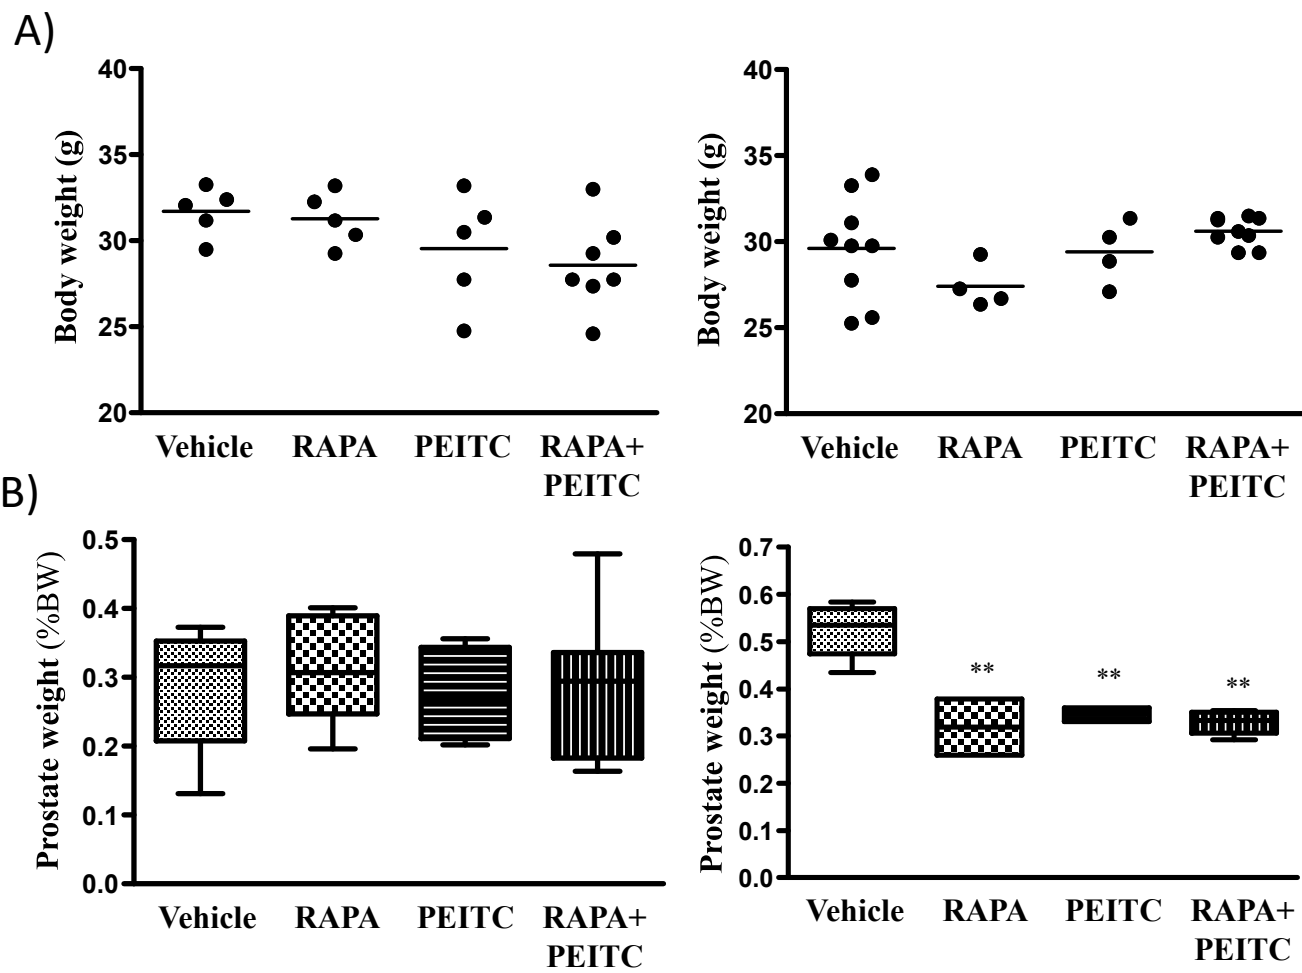 A)
40
35
30
25
20
Body weight (g)
Vehicle RAPA PEITC RAPA+
PEITC
40
35
30
25
20
Body weight (g)
Vehicle RAPA PEITC RAPA+
PEITC
B)
0.5
0.4
0.3
0.2
0.1
0.0
Prostate weight (%BW)
Vehicle RAPA PEITC RAPA+
PEITC
0.7
0.6
0.5
0.4
0.3
0.2
0.1
0.0
Prostate weight (%BW)
** ** **
Vehicle RAPA PEITC RAPA+
PEITC